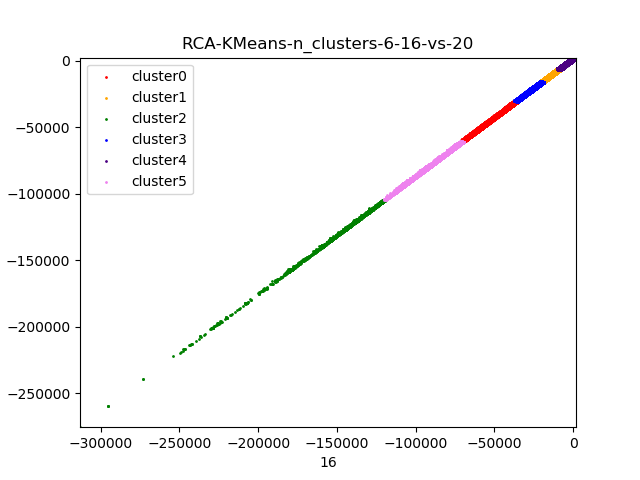 RCA-KMeans-n_clusters-6-16-vs-20
0
−50000
−100000
−150000
−200000
−250000
cluster0
cluster1
cluster2
cluster3
cluster4
cluster5
−300000 −250000 −200000 −150000 −100000 −50000 0
16